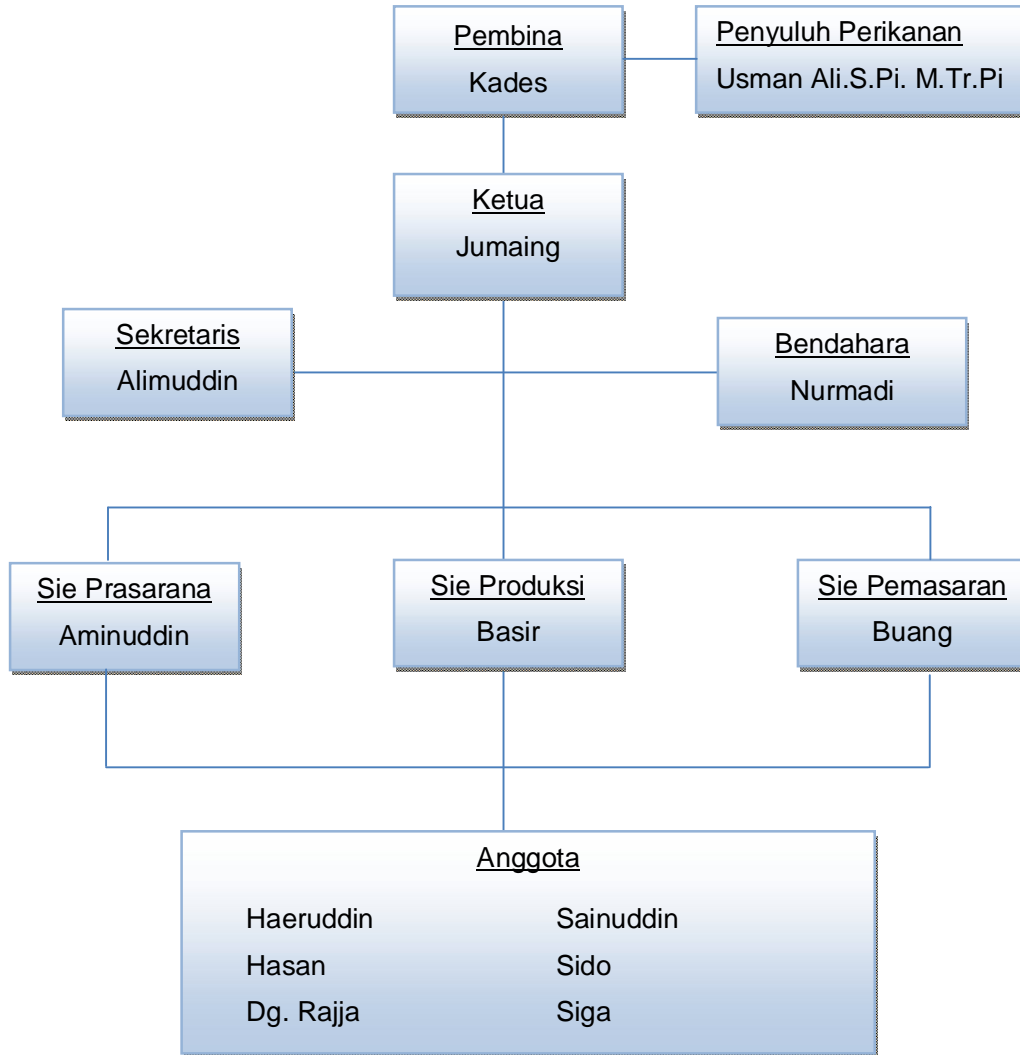 Pembina
Kades
Penyuluh Perikanan
Usman Ali.S.Pi. M.Tr.Pi
Ketua
Jumaing
Sekretaris
Alimuddin
Bendahara
Nurmadi
Sie Prasarana
Aminuddin
Sie Produksi
Basir
Sie Pemasaran
Buang
Anggota
Haeruddin
Hasan
Dg. Rajja
Sainuddin
Sido
Siga